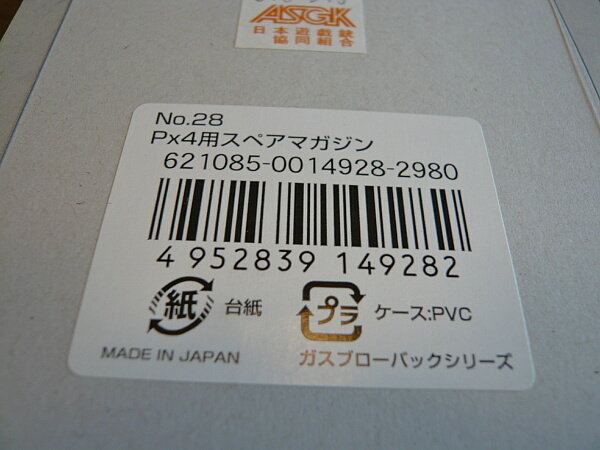 ASGK
日本遊戯銃
協同組合
No.28
Px4用スペアマガジン
621085-0014928-2980
4 952839 149282
紙 台紙 プラ ケース:PVC
MADE IN JAPAN ガスブローバックシリーズ